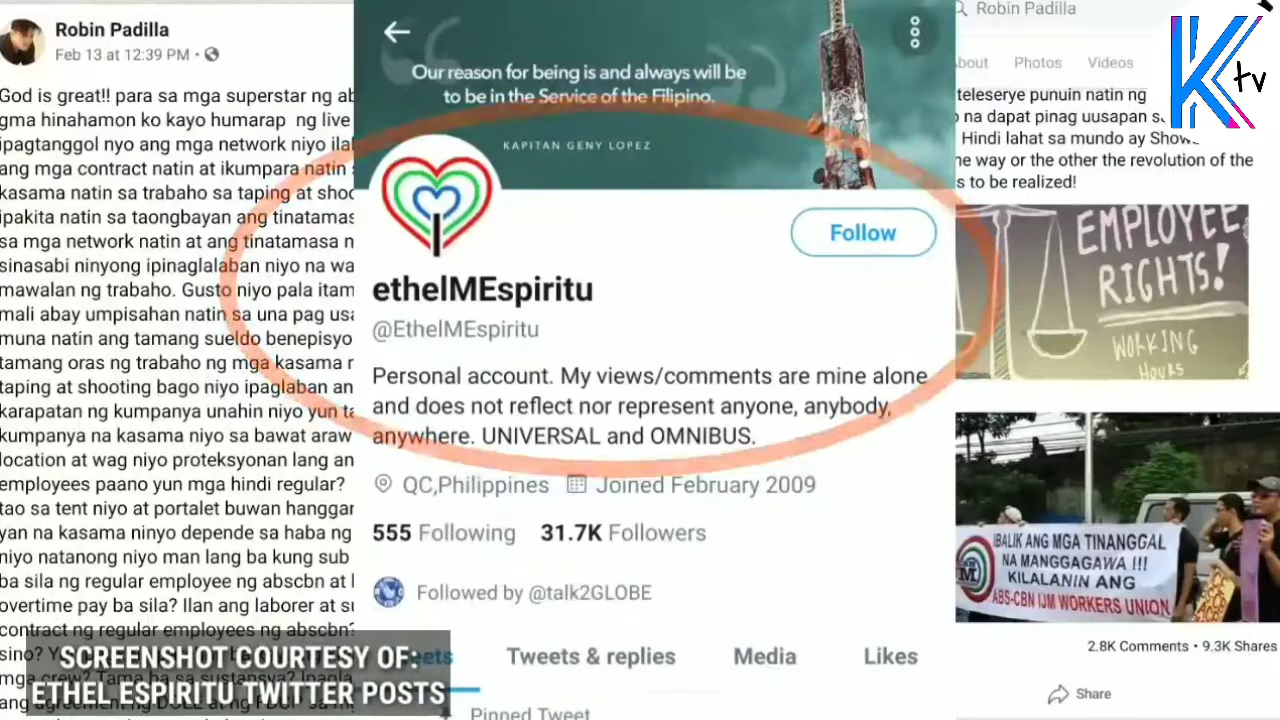 Robin Padilla
Feb 13 at 12:39 PM
God is great!! para sa mga superstar ng
gma hinahamon ko kayo humarap ng live
ipagtanggol nyo ang mga network niyo
ang mga contract natin at ikumpara natin
kasama natin sa trabaho sa taping at
ipakita natin sa taongbayan ang
sa mga network natin at ang tinatamasa
sinasabi ninyong ipinaglalaban niyo na
mawalan ng trabaho. Gusto niyo pala
mali abay umpisahan natin sa una pag
muna natin ang tamang sueldo
tamang oras ng trabaho ng mga kasama
taping at shooting bago niyo ipaglaban
karapatan ng kumpanya unahin niyo yun
kumpanya na kasama niyo sa bawat araw
location at wag niyo proteksyonan lang
employees paano yun mga hindi regular?
tao sa tent niyo at portalet buwan
yan na kasama ninyo depende sa haba ng
niyo natanong niyo man lang ba kung sub
ba sila ng regular employee ng abscbn at
overtime pay ba sila? Ilan ang laborer at
contract ng regular employees ng abscbn?
sino?
Our reason for being is and always will be
to be in the Service of the Filipino.
KAPITAN GENY LOPEZ
Follow
ethelMEspiritu
@EthelMEspiritu
Personal account. My views/comments are mine alone
and does not reflect nor represent anyone, anybody,
anywhere. UNIVERSAL and OMNIBUS.
QC,Philippines Joined February 2009
555 Following 31.7K Followers
Followed by @talk2GLOBE
Tweets & replies Media Likes
Pinned Tweet
SCREENSHOT COURTESY OF:
ETHEL ESPIRITU TWITTER POSTS
Robin Padilla
K tv
Photos Videos
teleserye punuin natin ng
na dapat pinag uusapan
Hindi lahat sa mundo ay
way or the other the revolution of the
to be realized!
EMPLOYEE
RIGHTS!
WORKING
HOURS
IBALIK ANG MGA TINANGGAL
NA MANGGAGAWA !!!
KILALANIN ANG
ABS-CBN IJM WORKERS UNION
2.8K Comments • 9.3K Shares
Share